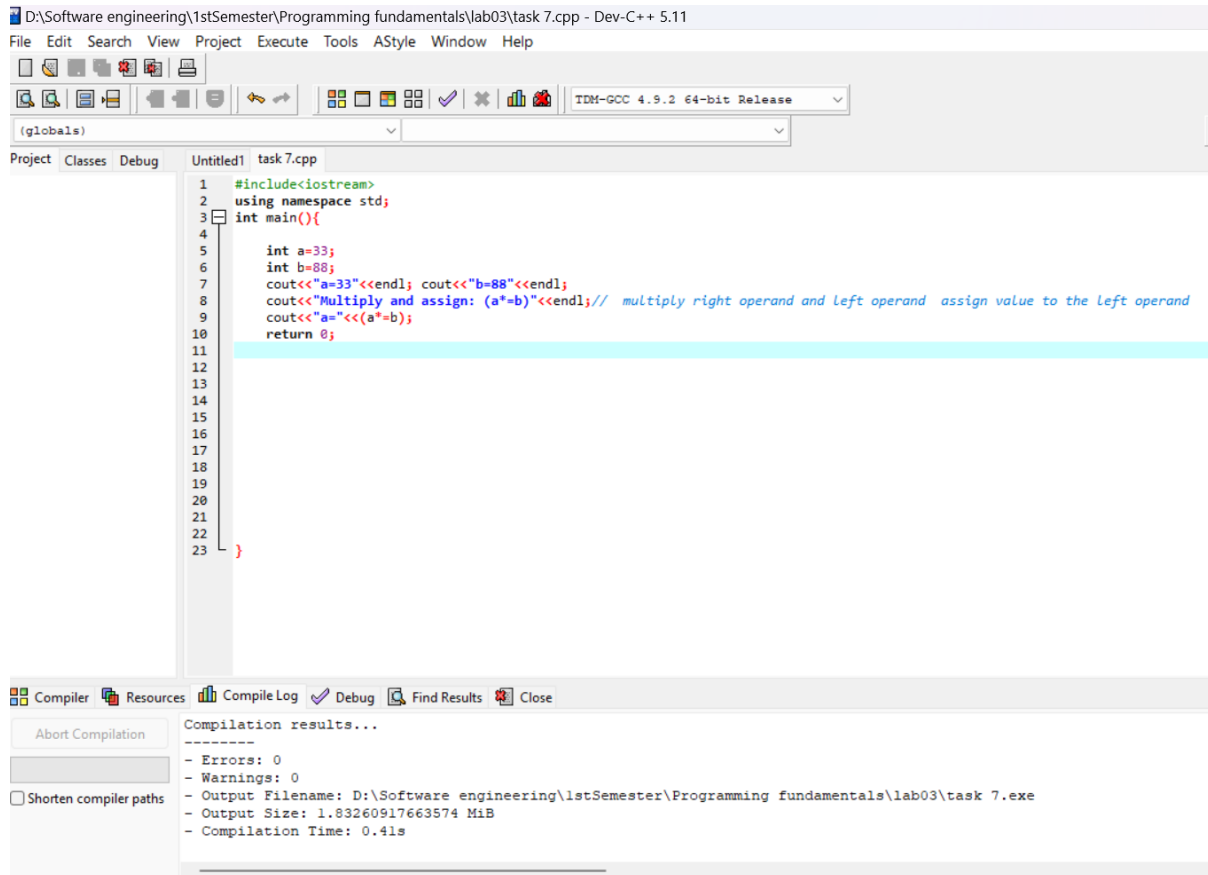 D:\Software engineering\1stSemester\Programming fundamentals\lab03\task 7.cpp - Dev-C++ 5.11
File Edit Search View Project Execute Tools AStyle Window Help
TDM-GCC 4.9.2 64-bit Release
(globals)
Project Classes Debug Untitled1 task 7.cpp
1 #include<iostream>
2 using namespace std;
3 int main(){
4
5 int a=33;
6 int b=88;
7 cout<<"a=33"<<endl; cout<<"b=88"<<endl;
8 cout<<"Multiply and assign: (a*=b)"<<endl;//  multiply right operand and left operand  assign value to the left operand
9 cout<<"a="<<(a*=b);
10 return 0;
11
12
13
14
15
16
17
18
19
20
21
22
23 }
Compiler Resources Compile Log Debug Find Results Close
Abort Compilation
Shorten compiler paths
Compilation results...
--------
- Errors: 0
- Warnings: 0
- Output Filename: D:\Software engineering\1stSemester\Programming fundamentals\lab03\task 7.exe
- Output Size: 1.83260917663574 MiB
- Compilation Time: 0.41s